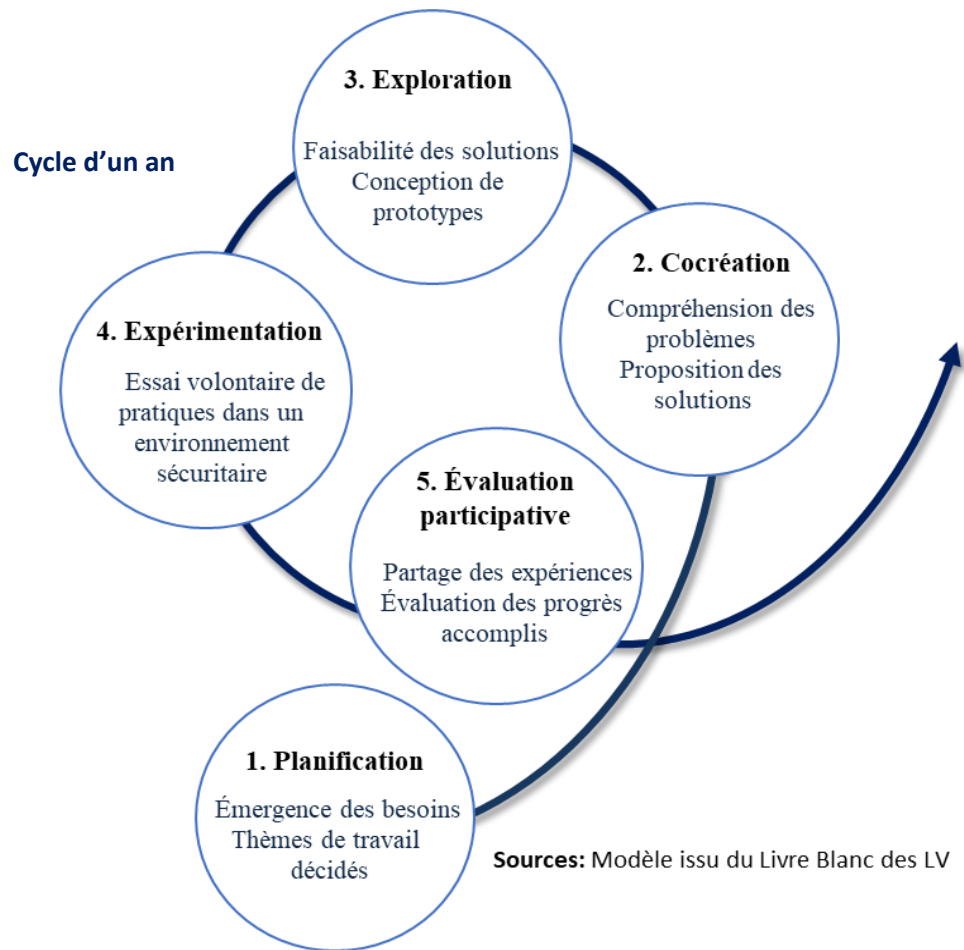 3. Exploration
Faisabilité des solutions
Conception de
prototypes
Cycle d'un an
2. Cocréation
Compréhension des
problèmes
Proposition des
solutions
4. Expérimentation
Essai volontaire de
pratiques dans un
environnement
sécuritaire
5. Évaluation
participative
Partage des expériences
Évaluation des progrès
accomplis
1. Planification
Émergence des besoins
Thèmes de travail
décidés
Sources: Modèle issu du Livre Blanc des LV